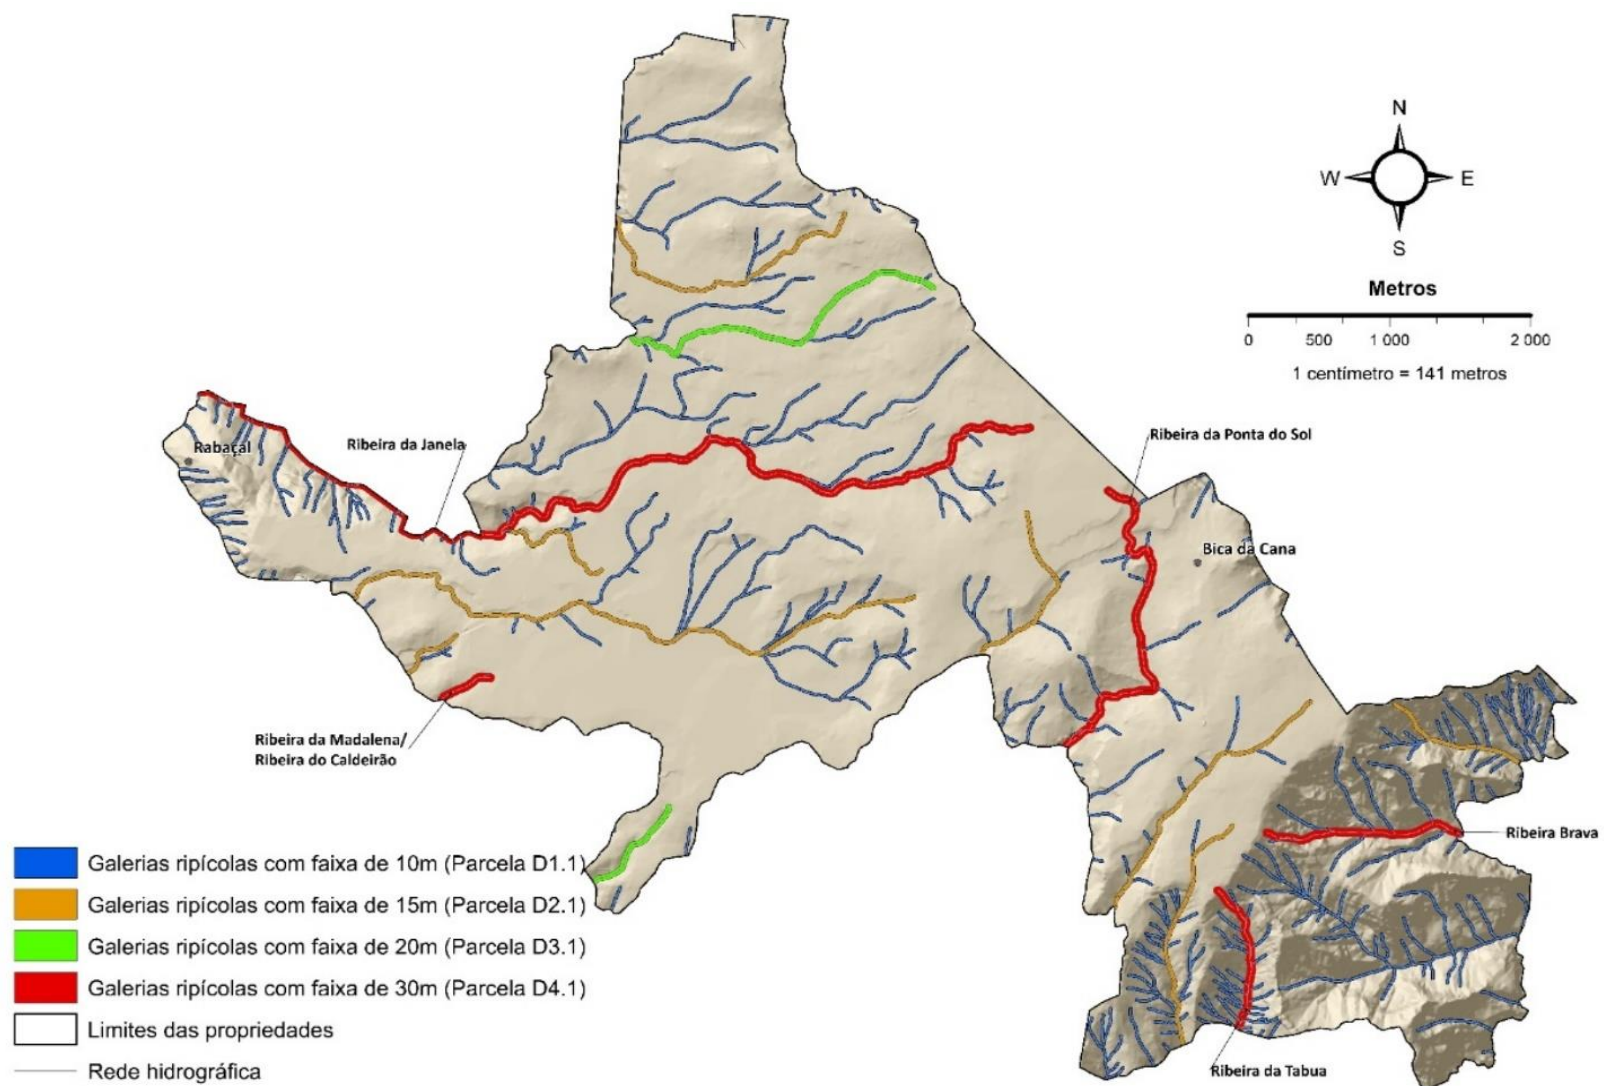 N
W E
S
Metros
0 500 1 000 2 000
1 centímetro = 141 metros
Ribeira da Ponta do Sol
Ribeira da Janela
Rabaçal
Bica da Cana
Ribeira da Madalena/
Ribeira do Caldeirão
Ribeira Brava
Ribeira da Tabua
Galerias ripícolas com faixa de 10m (Parcela D1.1)
Galerias ripícolas com faixa de 15m (Parcela D2.1)
Galerias ripícolas com faixa de 20m (Parcela D3.1)
Galerias ripícolas com faixa de 30m (Parcela D4.1)
Limites das propriedades
Rede hidrográfica